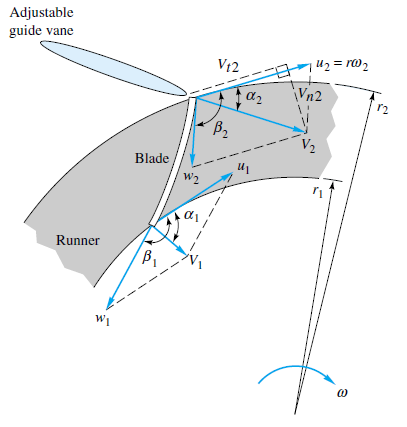 Adjustable
guide vane
Vt2
u2 = rω2
α2
Vn2
r2
β2
V2
Blade
w2
u1
r1
α1
Runner
β1
V1
w1
ω